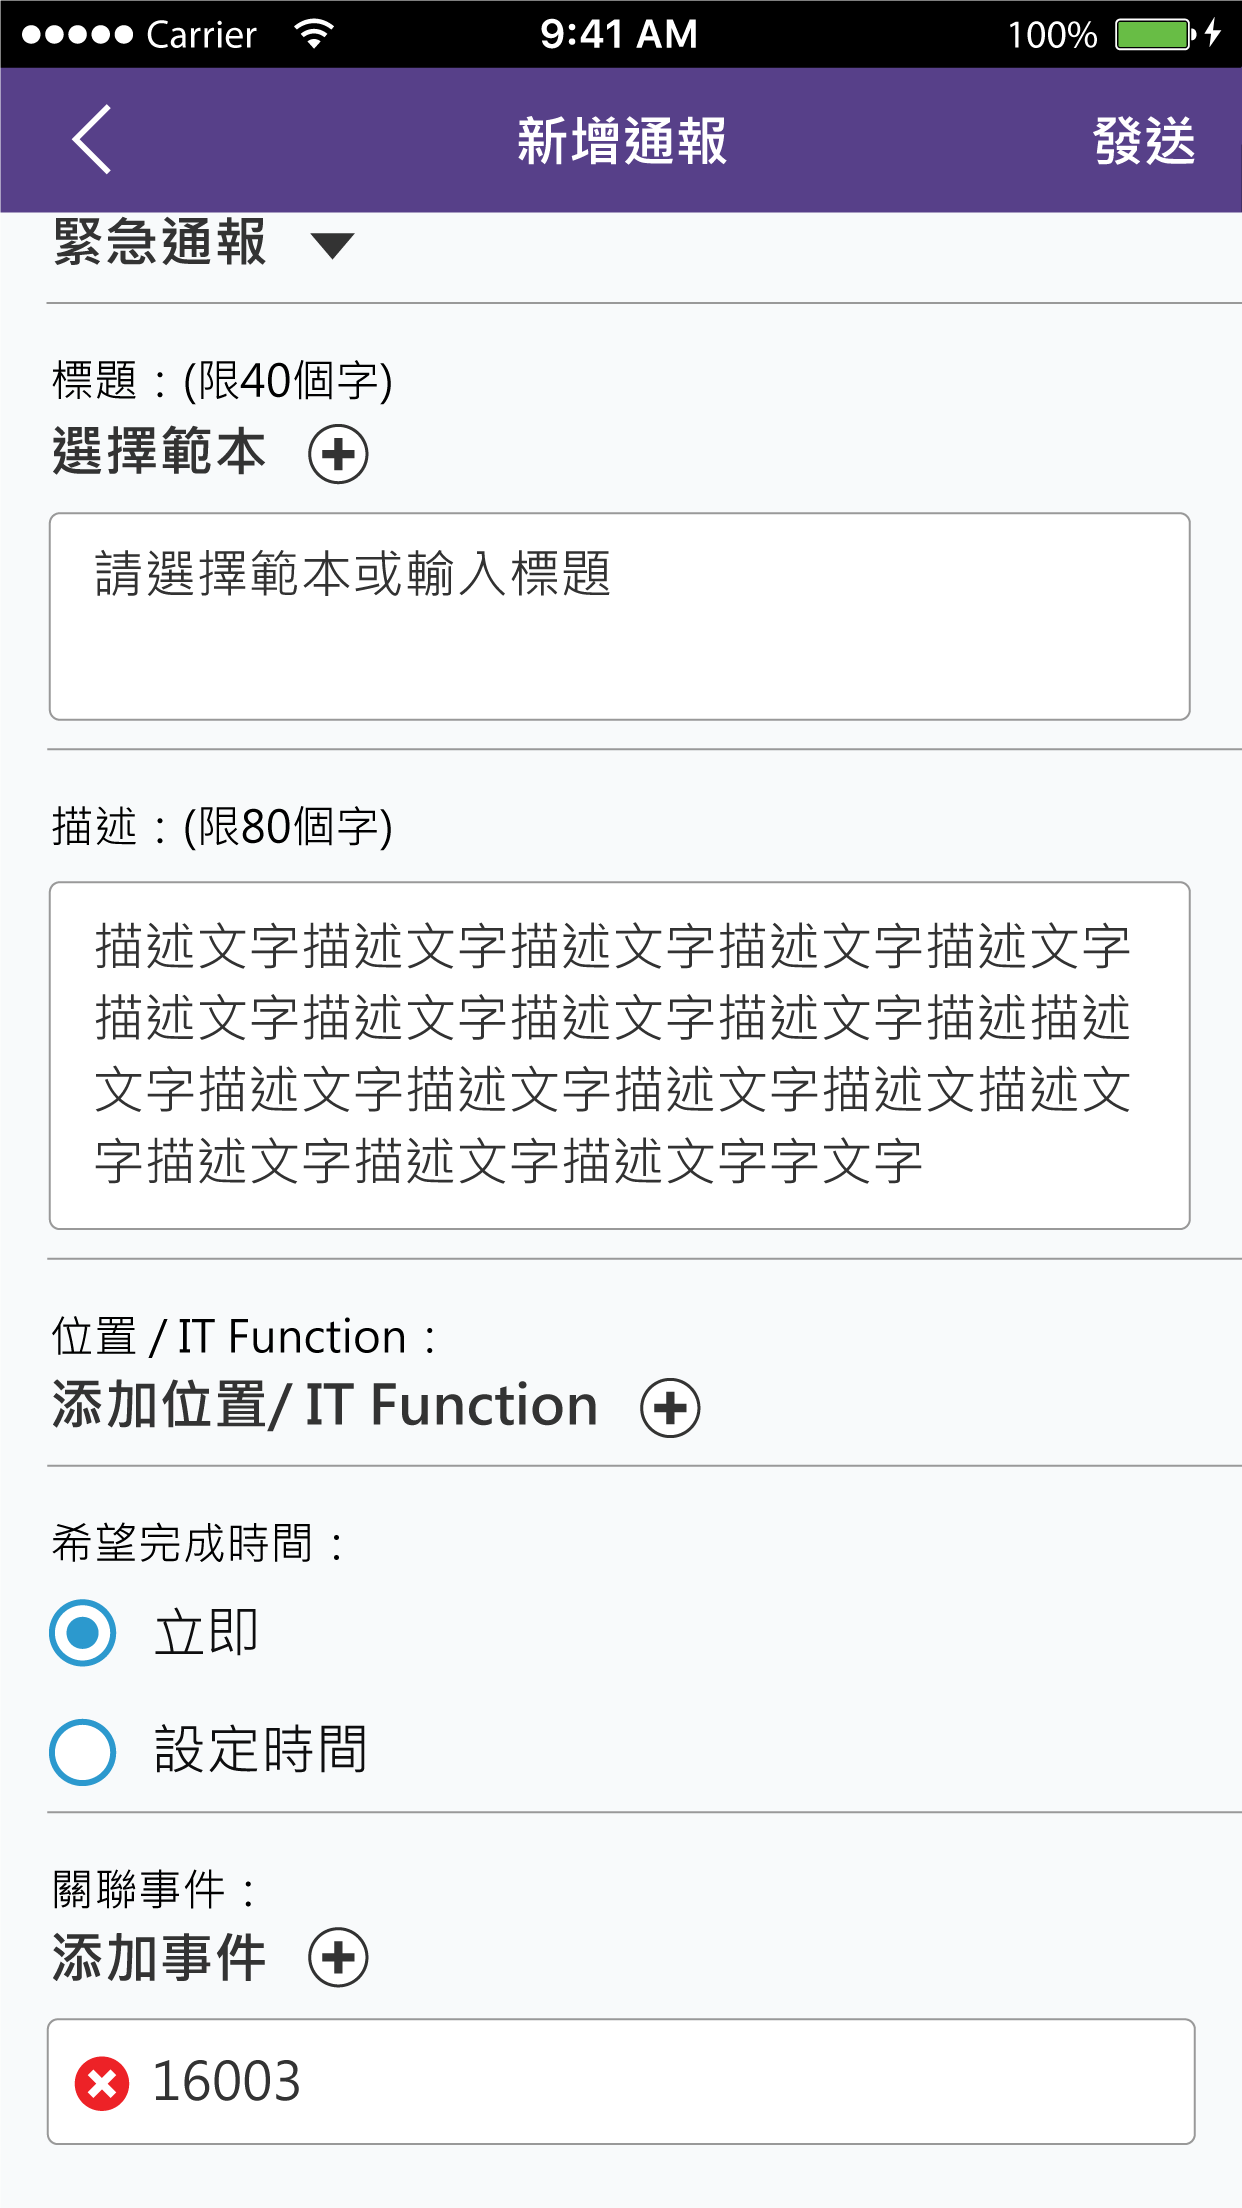 Carrier 9:41 AM 100%
新增通報 發送
緊急通報
標題：(限40個字)
選擇範本
請選擇範本或輸入標題
描述：(限80個字)
描述文字描述文字描述文字描述文字描述文字
描述文字描述文字描述文字描述文字描述描述
文字描述文字描述文字描述文字描述文描述文
字描述文字描述文字描述文字字文字
位置 / IT Function：
添加位置/ IT Function
希望完成時間：
立即
設定時間
關聯事件：
添加事件
16003